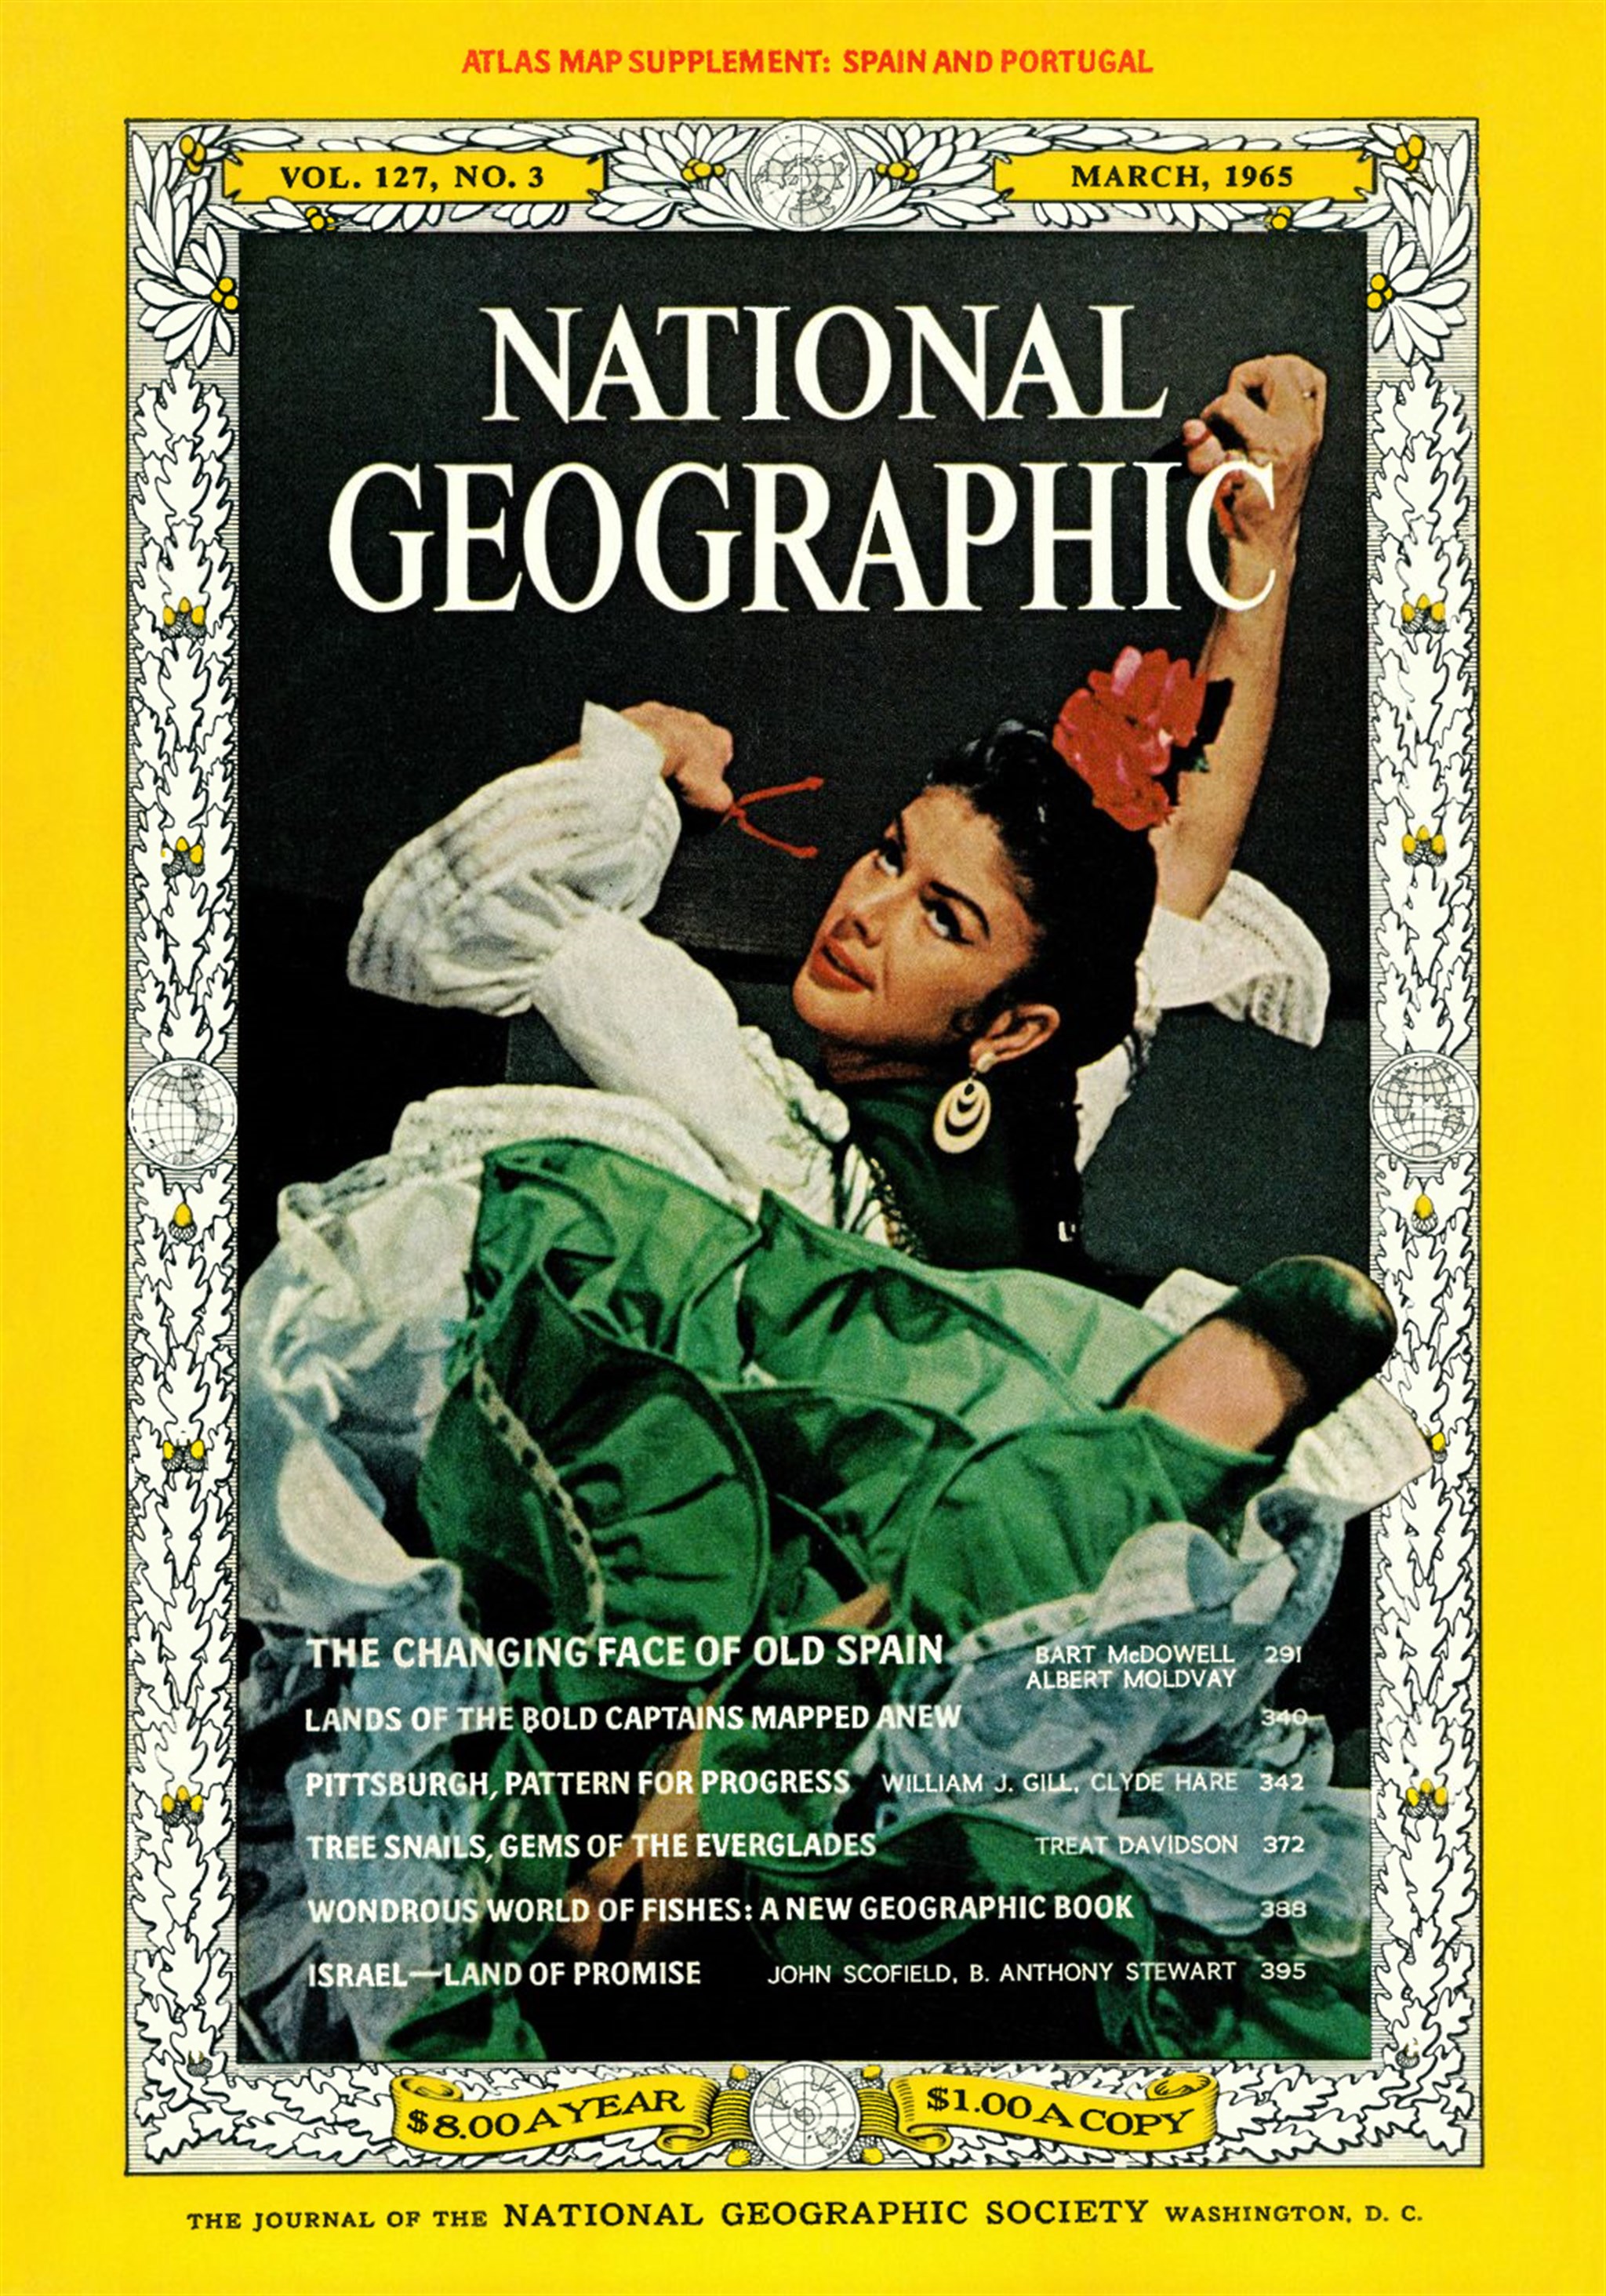 ATLAS MAP SUPPLEMENT: SPAIN AND PORTUGAL
VOL. 127, NO. 3
MARCH, 1965
NATIONAL
GEOGRAPHIC
THE CHANGING FACE OF OLD SPAIN BART McDOWELL 291
ALBERT MOLDVAY
LANDS OF THE BOLD CAPTAINS MAPPED ANEW 340
PITTSBURGH, PATTERN FOR PROGRESS WILLIAM J. GILL, CLYDE HARE 342
TREE SNAILS, GEMS OF THE EVERGLADES TREAT DAVIDSON 372
WONDROUS WORLD OF FISHES: A NEW GEOGRAPHIC BOOK 388
ISRAEL—LAND OF PROMISE JOHN SCOFIELD, B. ANTHONY STEWART 395
$8.00 A YEAR
$1.00 A COPY
THE JOURNAL OF THE NATIONAL GEOGRAPHIC SOCIETY WASHINGTON, D. C.